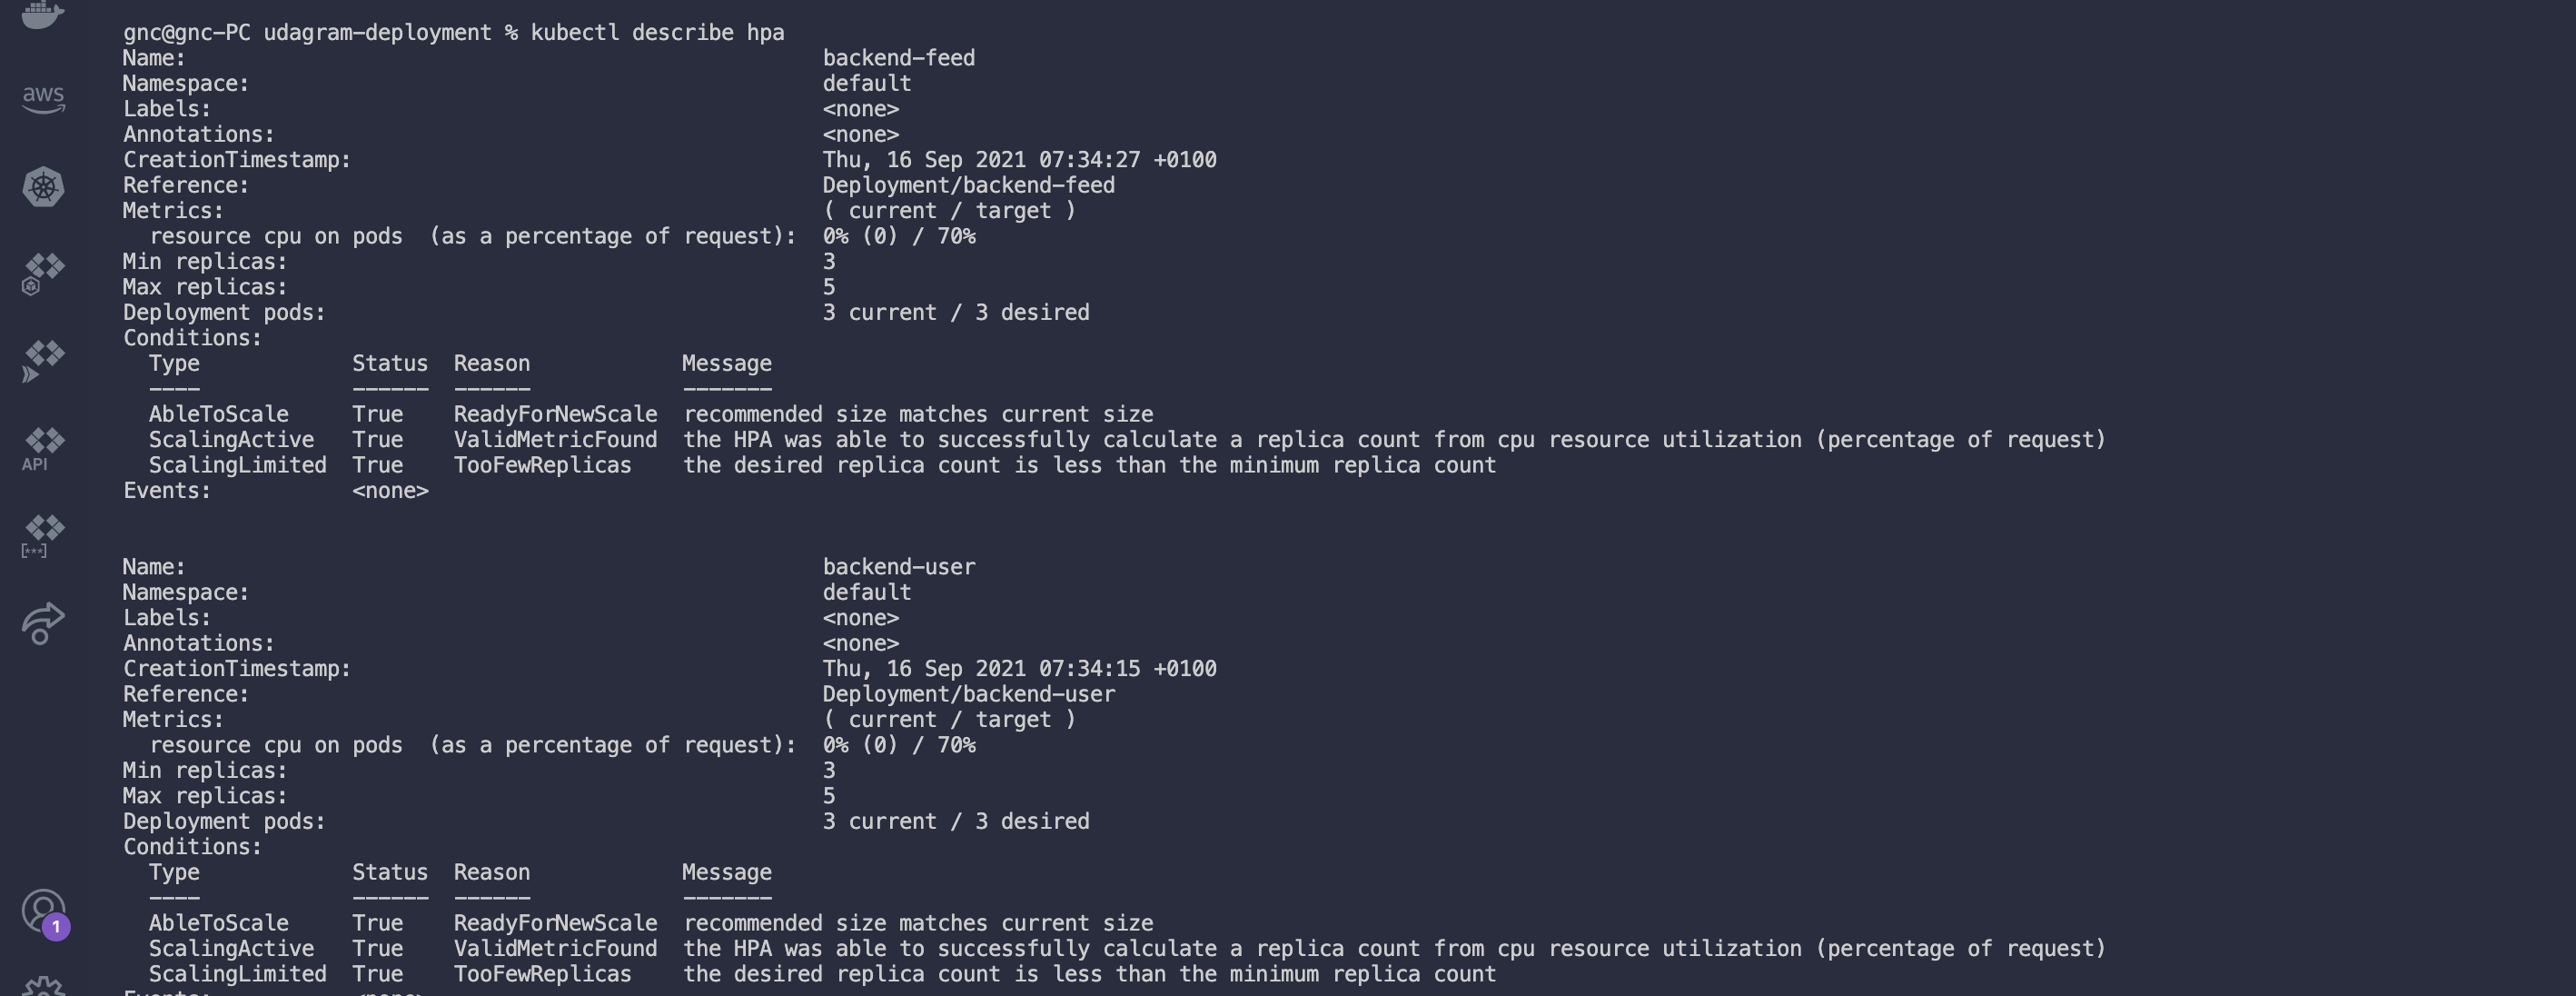 gnc@gnc-PC udagram-deployment % kubectl describe hpa
Name: backend-feed
Namespace: default
Labels: <none>
Annotations: <none>
CreationTimestamp: Thu, 16 Sep 2021 07:34:27 +0100
Reference: Deployment/backend-feed
Metrics: ( current / target )
resource cpu on pods (as a percentage of request): 0% (0) / 70%
Min replicas: 3
Max replicas: 5
Deployment pods: 3 current / 3 desired
Conditions:
Type Status Reason Message
---- ------ ------ -------
AbleToScale True ReadyForNewScale recommended size matches current size
ScalingActive True ValidMetricFound the HPA was able to successfully calculate a replica count from cpu resource utilization (percentage of request)
ScalingLimited True TooFewReplicas the desired replica count is less than the minimum replica count
Events: <none>
Name: backend-user
Namespace: default
Labels: <none>
Annotations: <none>
CreationTimestamp: Thu, 16 Sep 2021 07:34:15 +0100
Reference: Deployment/backend-user
Metrics: ( current / target )
resource cpu on pods (as a percentage of request): 0% (0) / 70%
Min replicas: 3
Max replicas: 5
Deployment pods: 3 current / 3 desired
Conditions:
Type Status Reason Message
---- ------ ------ -------
AbleToScale True ReadyForNewScale recommended size matches current size
ScalingActive True ValidMetricFound the HPA was able to successfully calculate a replica count from cpu resource utilization (percentage of request)
ScalingLimited True TooFewReplicas the desired replica count is less than the minimum replica count
Events: <none>
aws
API
[***]
1